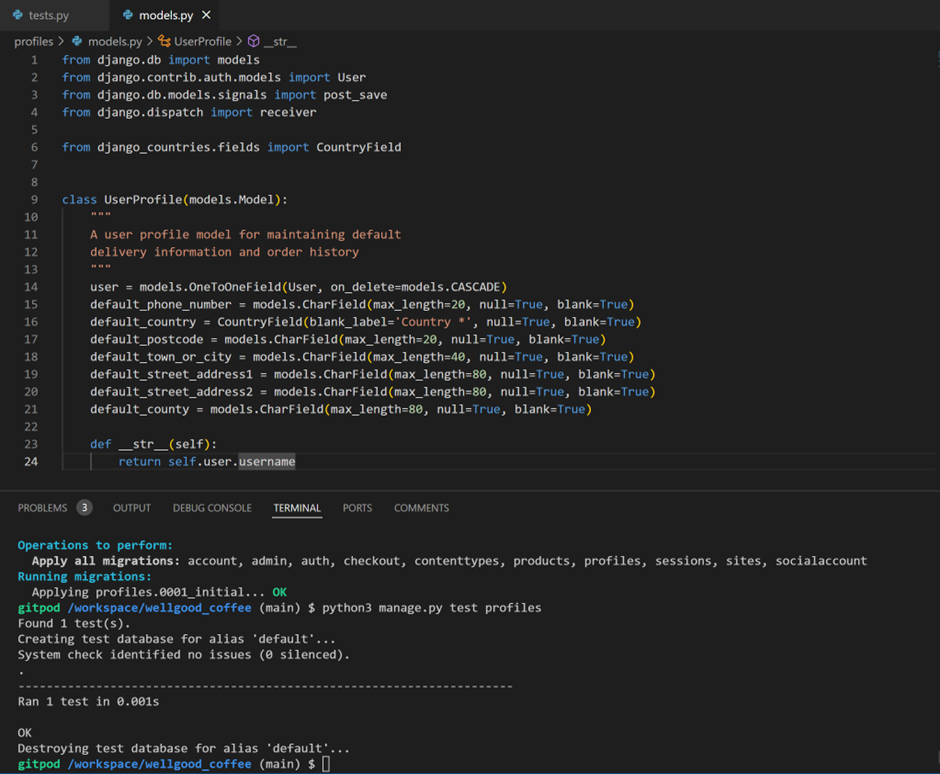 tests.py models.py
profiles > models.py > UserProfile > __str__
1 from django.db import models
2 from django.contrib.auth.models import User
3 from django.db.models.signals import post_save
4 from django.dispatch import receiver
5
6 from django_countries.fields import CountryField
7
8
9 class UserProfile(models.Model):
10     """
11     A user profile model for maintaining default
12     delivery information and order history
13     """
14     user = models.OneToOneField(User, on_delete=models.CASCADE)
15     default_phone_number = models.CharField(max_length=20, null=True, blank=True)
16     default_country = CountryField(blank_label='Country *', null=True, blank=True)
17     default_postcode = models.CharField(max_length=20, null=True, blank=True)
18     default_town_or_city = models.CharField(max_length=40, null=True, blank=True)
19     default_street_address1 = models.CharField(max_length=80, null=True, blank=True)
20     default_street_address2 = models.CharField(max_length=80, null=True, blank=True)
21     default_county = models.CharField(max_length=80, null=True, blank=True)
22
23     def __str__(self):
24         return self.user.username
PROBLEMS 3 OUTPUT DEBUG CONSOLE TERMINAL PORTS COMMENTS
Operations to perform:
  Apply all migrations: account, admin, auth, checkout, contenttypes, products, profiles, sessions, sites, socialaccount
Running migrations:
  Applying profiles.0001_initial... OK
gitpod /workspace/wellgood_coffee (main) $ python3 manage.py test profiles
Found 1 test(s).
Creating test database for alias 'default'...
System check identified no issues (0 silenced).
.
----------------------------------------------------------------------
Ran 1 test in 0.001s

OK
Destroying test database for alias 'default'...
gitpod /workspace/wellgood_coffee (main) $